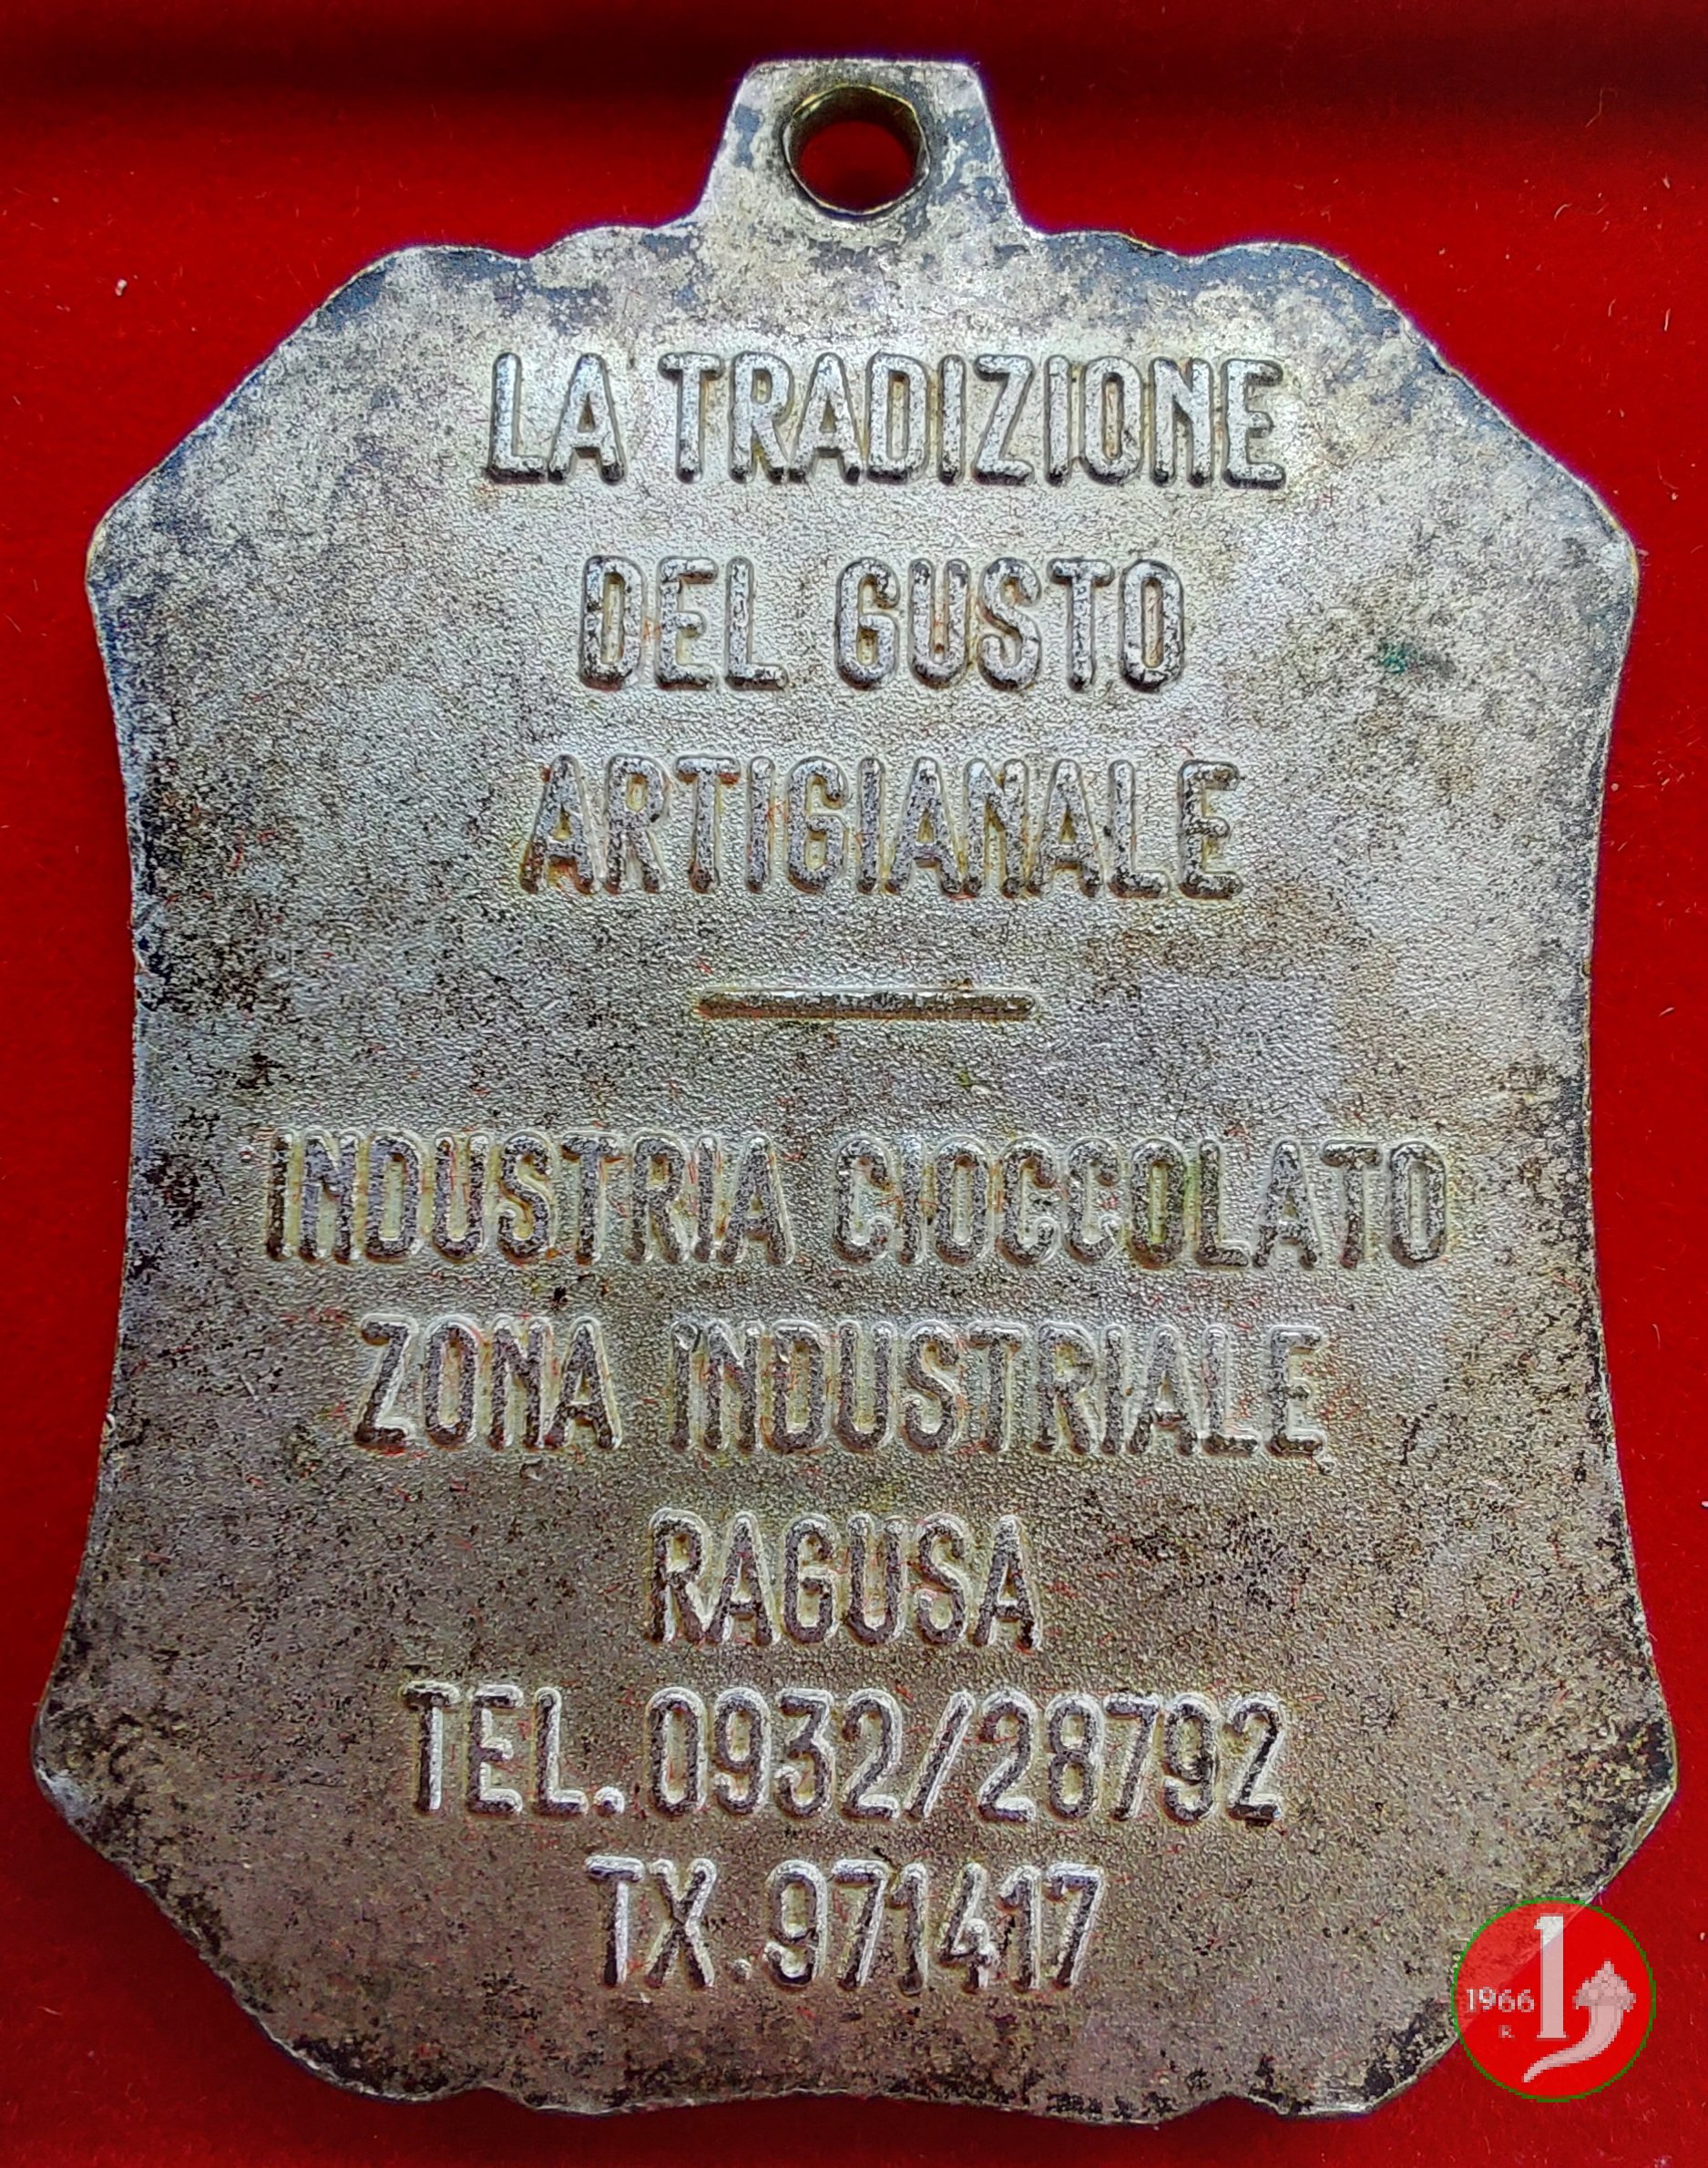 LA TRADIZIONE
DEL GUSTO
ARTIGIANALE
INDUSTRIA CIOCCOLATO
ZONA INDUSTRIALE
RAGUSA
TEL. 0932/28792
TX. 971417
1966
R